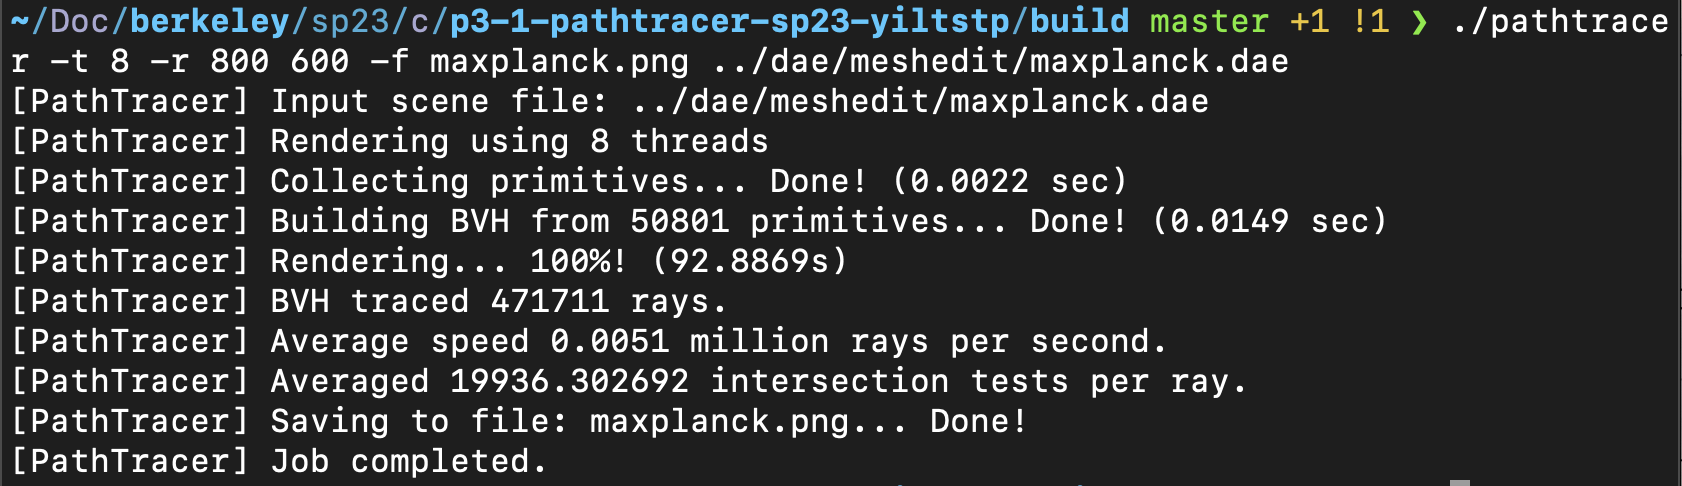 ~/Doc/berkeley/sp23/c/p3-1-pathtracer-sp23-yiltstp/build master +1 !1 ❯ ./pathtrace
r -t 8 -r 800 600 -f maxplanck.png ../dae/meshedit/maxplanck.dae
[PathTracer] Input scene file: ../dae/meshedit/maxplanck.dae
[PathTracer] Rendering using 8 threads
[PathTracer] Collecting primitives... Done! (0.0022 sec)
[PathTracer] Building BVH from 50801 primitives... Done! (0.0149 sec)
[PathTracer] Rendering... 100%! (92.8869s)
[PathTracer] BVH traced 471711 rays.
[PathTracer] Average speed 0.0051 million rays per second.
[PathTracer] Averaged 19936.302692 intersection tests per ray.
[PathTracer] Saving to file: maxplanck.png... Done!
[PathTracer] Job completed.